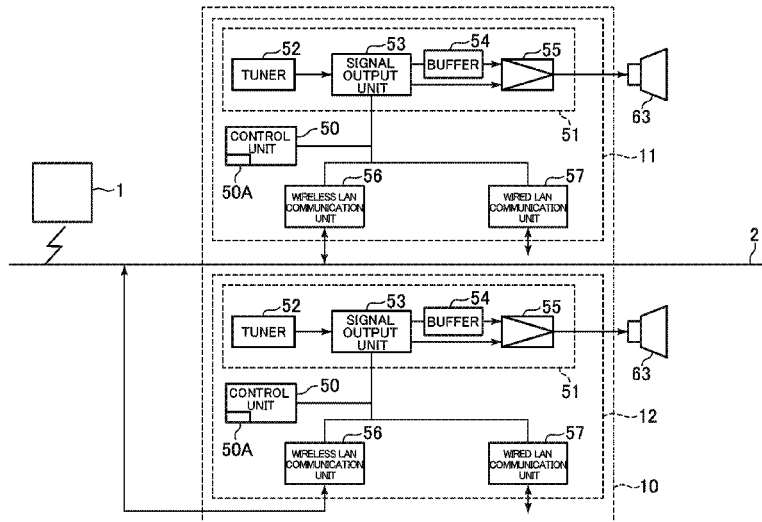 52
TUNER
53
SIGNAL
OUTPUT
UNIT
54
BUFFER
55
63
51
CONTROL
UNIT
50
50A
11
1
56
WIRELESS LAN
COMMUNICATION
UNIT
57
WIRED LAN
COMMUNICATION
UNIT
2
52
TUNER
53
SIGNAL
OUTPUT
UNIT
54
BUFFER
55
63
51
CONTROL
UNIT
50
50A
12
56
WIRELESS LAN
COMMUNICATION
UNIT
57
WIRED LAN
COMMUNICATION
UNIT
10